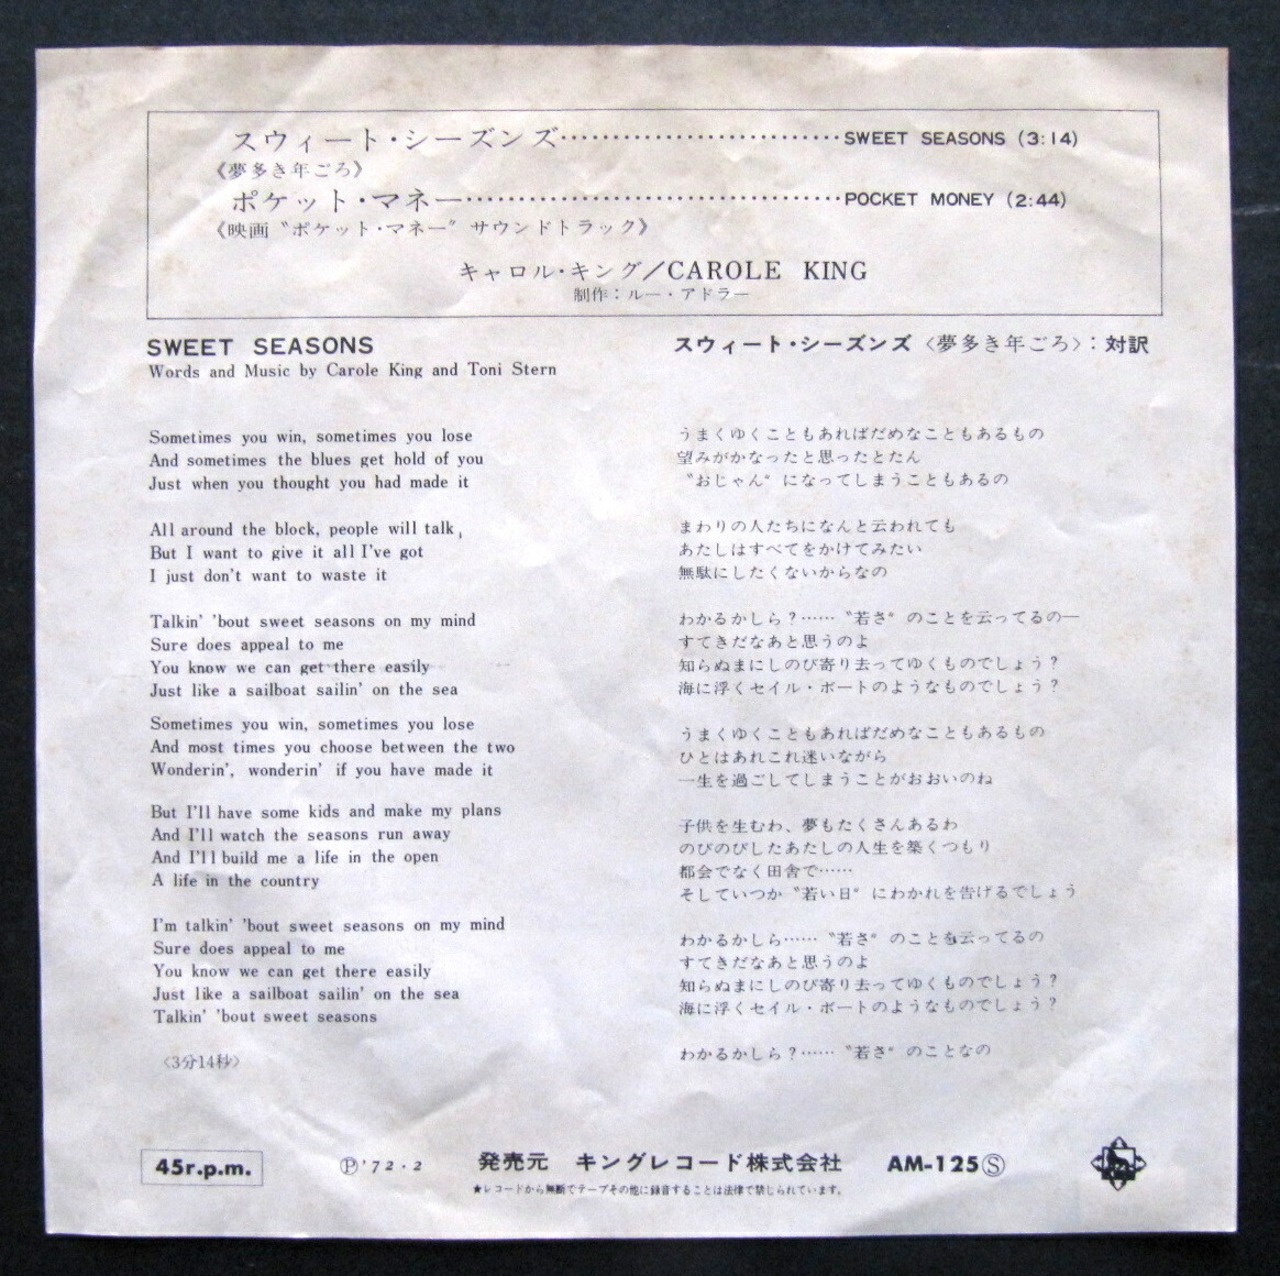 スウィート・シーズンズ…………………………SWEET SEASONS (3:14)
《夢多き年ごろ》
ポケット・マネー……………………………………POCKET MONEY (2:44)
《映画〝ポケット・マネー〟サウンドトラック》
キャロル・キング／CAROLE KING
制作：ルー・アドラー
SWEET SEASONS
Words and Music by Carole King and Toni Stern
Sometimes you win, sometimes you lose
And sometimes the blues get hold of you
Just when you thought you had made it
All around the block, people will talk,
But I want to give it all I've got
I just don't want to waste it
Talkin' 'bout sweet seasons on my mind
Sure does appeal to me
You know we can get there easily
Just like a sailboat sailin' on the sea
Sometimes you win, sometimes you lose
And most times you choose between the two
Wonderin', wonderin' if you have made it
But I'll have some kids and make my plans
And I'll watch the seasons run away
And I'll build me a life in the open
A life in the country
I'm talkin' 'bout sweet seasons on my mind
Sure does appeal to me
You know we can get there easily
Just like a sailboat sailin' on the sea
Talkin' 'bout sweet seasons
〈3分14秒〉
スウィート・シーズンズ〈夢多き年ごろ〉：対訳
うまくゆくこともあればだめなこともあるもの
望みがかなったと思ったとたん
〝おじゃん〟になってしまうこともあるの
まわりの人たちになんと云われても
あたしはすべてをかけてみたい
無駄にしたくないからなの
わかるかしら？……〝若さ〟のことを云ってるの―
すてきだなあと思うのよ
知らぬまにしのび寄り去ってゆくものでしょう？
海に浮くセイル・ボートのようなものでしょう？
うまくゆくこともあればだめなこともあるもの
ひとはあれこれ迷いながら
一生を過ごしてしまうことがおおいのね
子供を生むわ、夢もたくさんあるわ
のびのびしたあたしの人生を築くつもり
都会でなく田舎で……
そしていつか〝若い日〟にわかれを告げるでしょう
わかるかしら……〝若さ〟のことを云ってるの
すてきだなあと思うのよ
知らぬまにしのび寄り去ってゆくものでしょう？
海に浮くセイル・ボートのようなものでしょう？
わかるかしら？……〝若さ〟のことなの
45r.p.m. Ⓟ'72・2 発売元 キングレコード株式会社 AM-125Ⓢ
★レコードから無断でテープその他に録音することは法律で禁じられています。